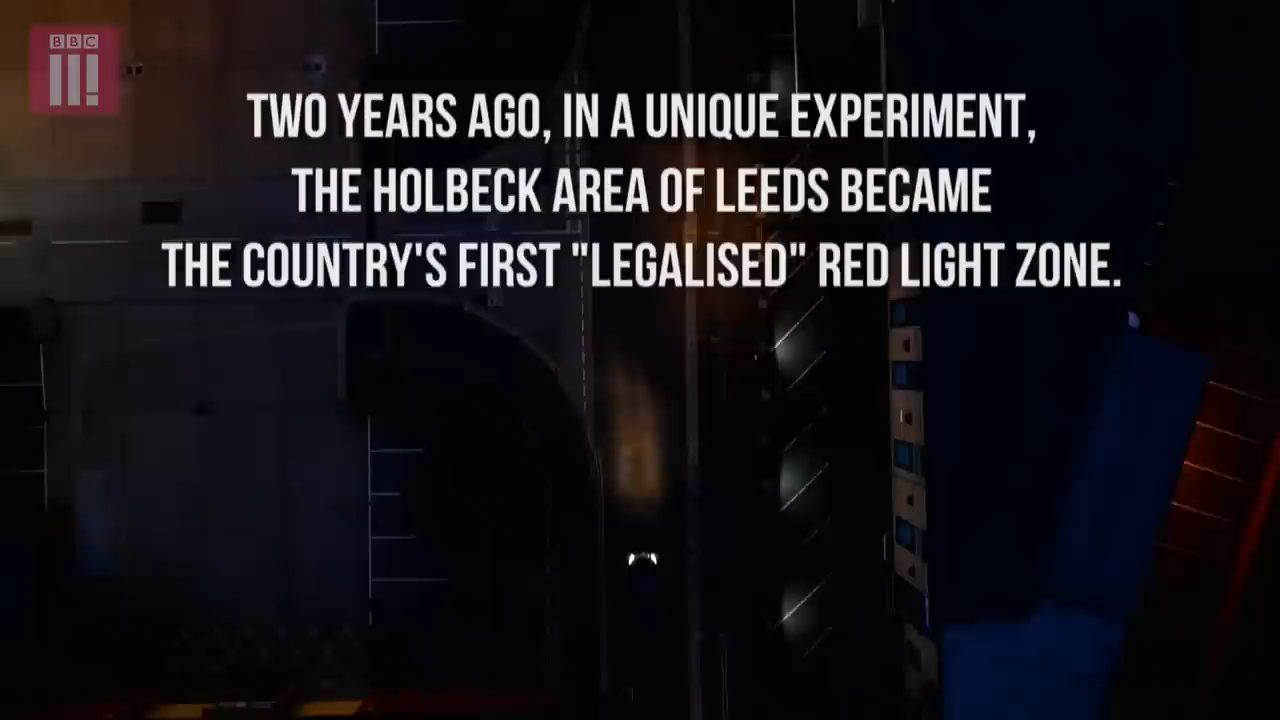 BBC
TWO YEARS AGO, IN A UNIQUE EXPERIMENT,
THE HOLBECK AREA OF LEEDS BECAME
THE COUNTRY'S FIRST "LEGALISED" RED LIGHT ZONE.